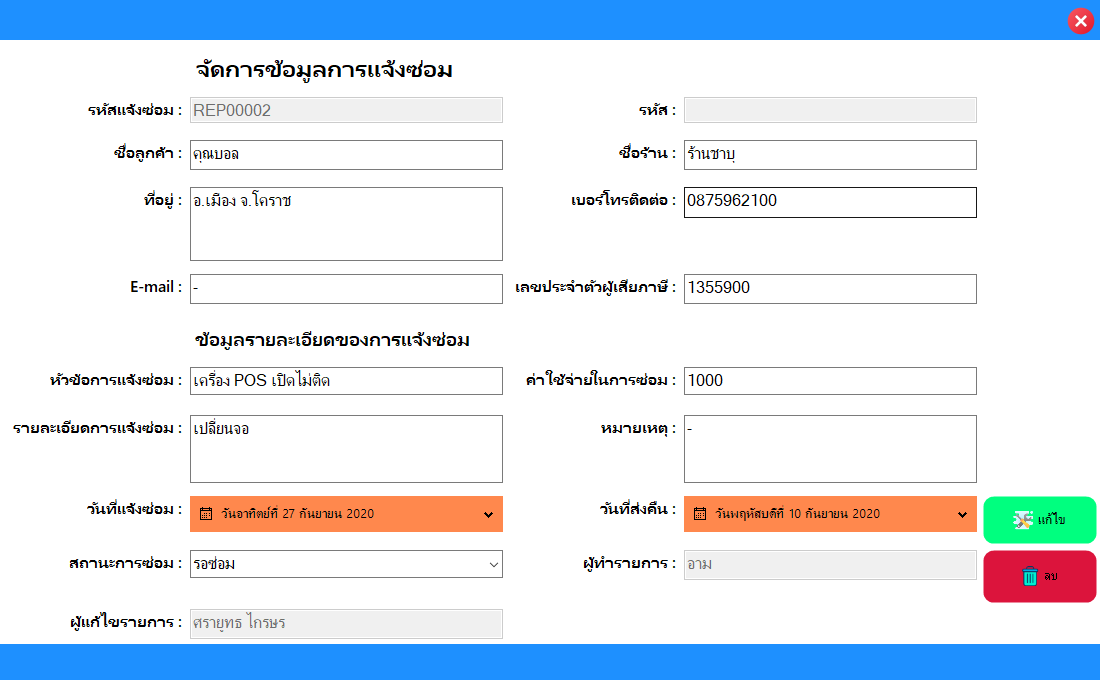 จัดการข้อมูลการแจ้งซ่อม
รหัสแจ้งซ่อม : REP00002 รหัส :
ชื่อลูกค้า : คุณบอล ชื่อร้าน : ร้านชาบุ
ที่อยู่ : อ.เมือง จ.โคราช เบอร์โทรติดต่อ : 0875962100
E-mail : - เลขประจำตัวผู้เสียภาษี : 1355900
ข้อมูลรายละเอียดของการแจ้งซ่อม
หัวข้อการแจ้งซ่อม : เครื่อง POS เปิดไม่ติด ค่าใช้จ่ายในการซ่อม : 1000
รายละเอียดการแจ้งซ่อม : เปลี่ยนจอ หมายเหตุ : -
วันที่แจ้งซ่อม : วันอาทิตย์ที่ 27 กันยายน 2020 วันที่ส่งคืน : วันพฤหัสบดีที่ 10 กันยายน 2020 แก้ไข
สถานะการซ่อม : รอซ่อม ผู้ทำรายการ : อาม ลบ
ผู้แก้ไขรายการ : ศรายุทธ ไกรษร